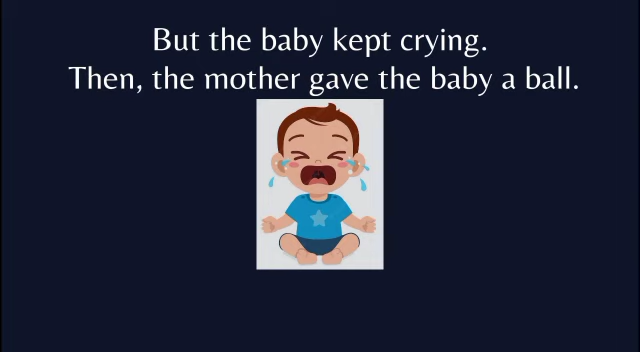 But the baby kept crying.
Then, the mother gave the baby a ball.